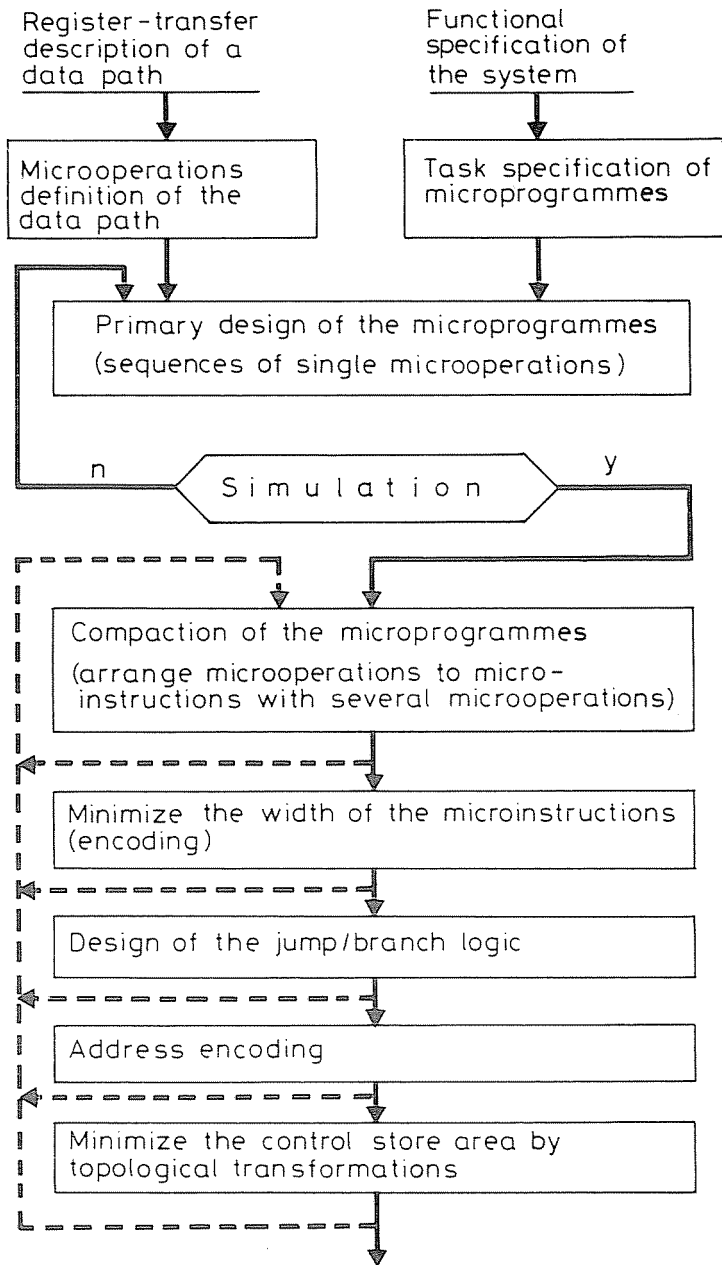 Register-transfer
description of a
data path
Functional
specification of
the system
Microoperations
definition of the
data path
Task specification of
microprogrammes
Primary design of the microprogrammes
(sequences of single microoperations)
n
Simulation
y
Compaction of the microprogrammes
(arrange microoperations to micro-
instructions with several microoperations)
Minimize the width of the microinstructions
(encoding)
Design of the jump/branch logic
Address encoding
Minimize the control store area by
topological transformations